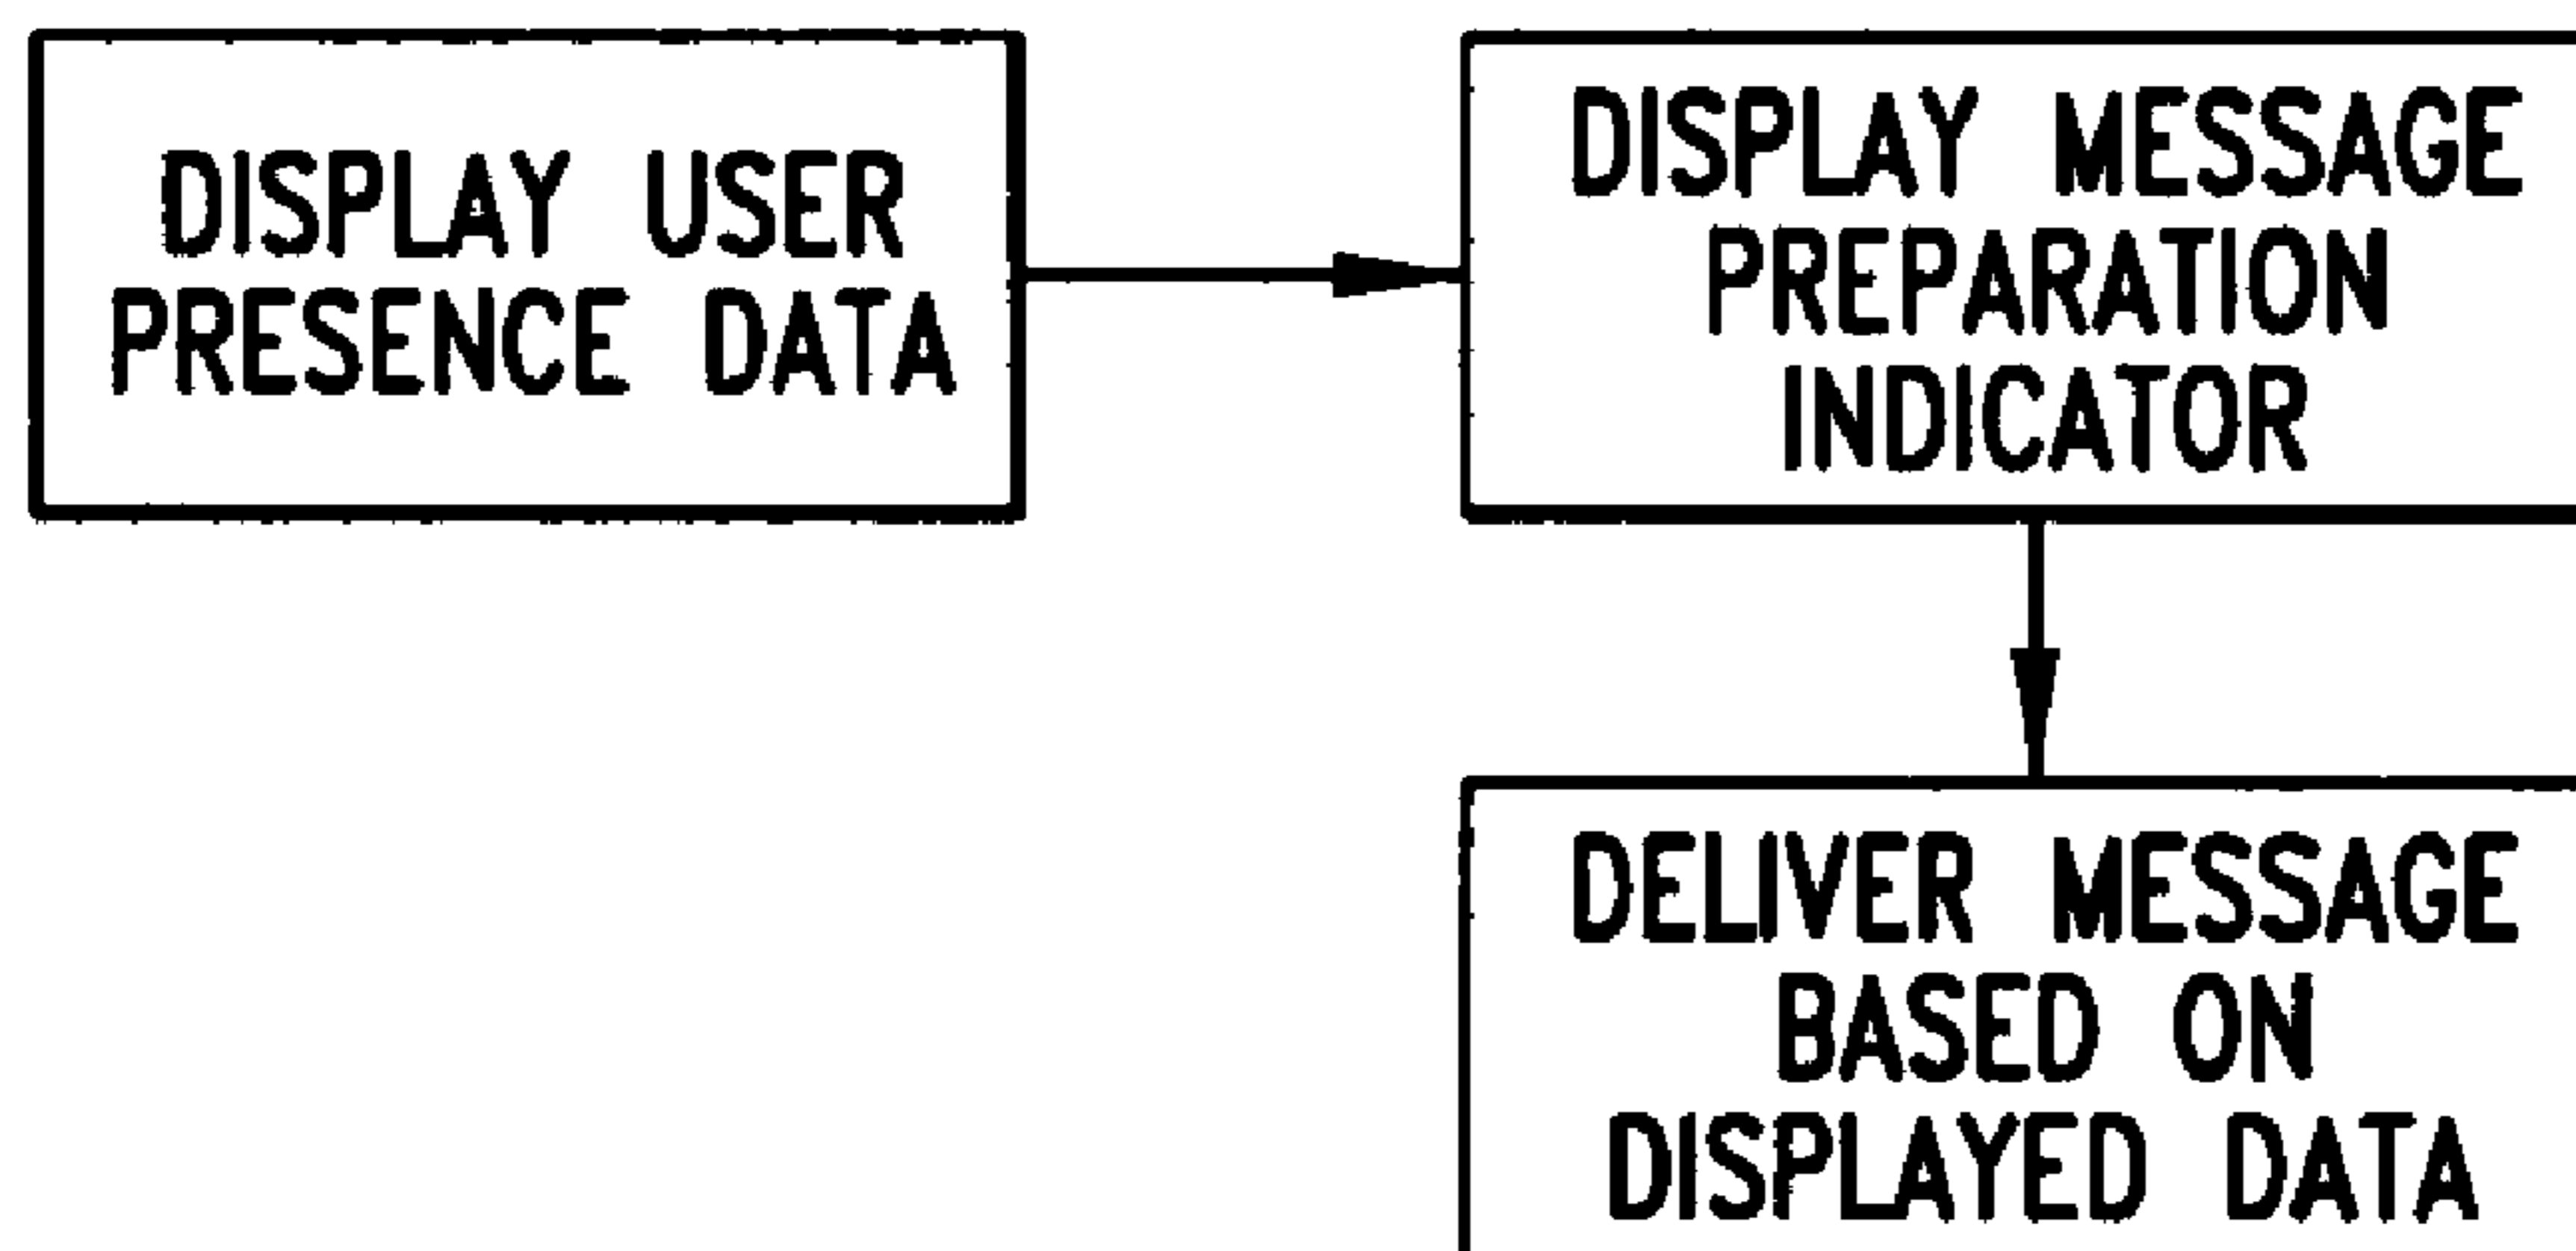 DISPLAY USER
PRESENCE DATA
DISPLAY MESSAGE
PREPARATION
INDICATOR
DELIVER MESSAGE
BASED ON
DISPLAYED DATA